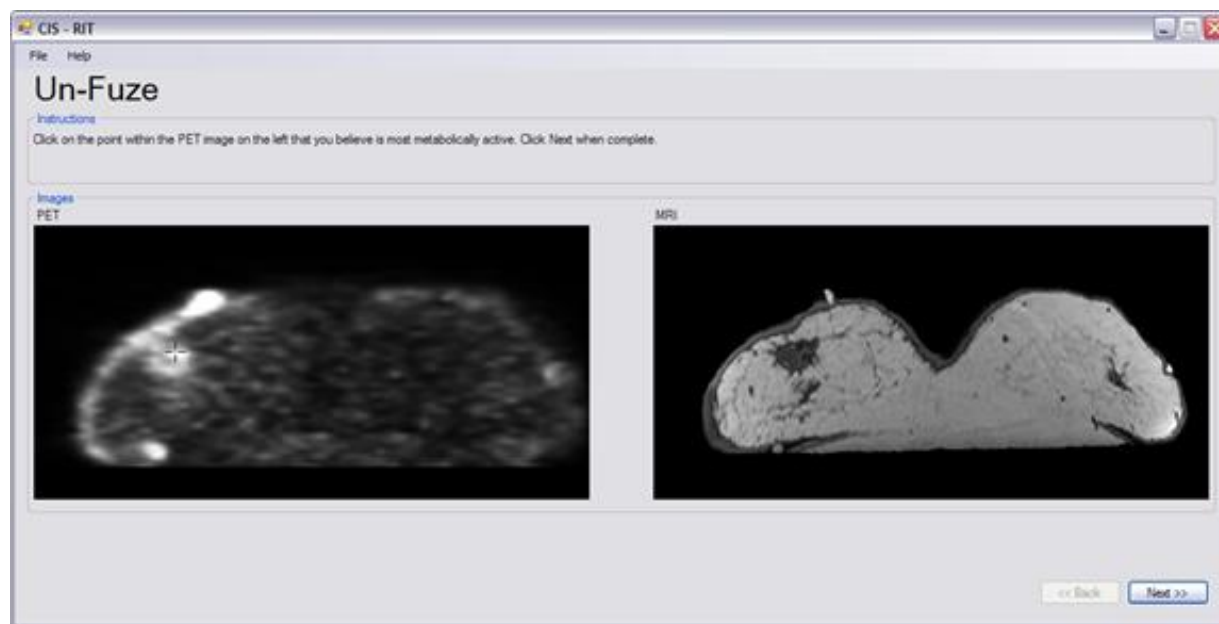 CIS - RIT
File Help
Un-Fuze
Instructions
Click on the point within the PET image on the left that you believe is most metabolically active. Click Next when complete.
Images
PET MRI
<< Back Next >>